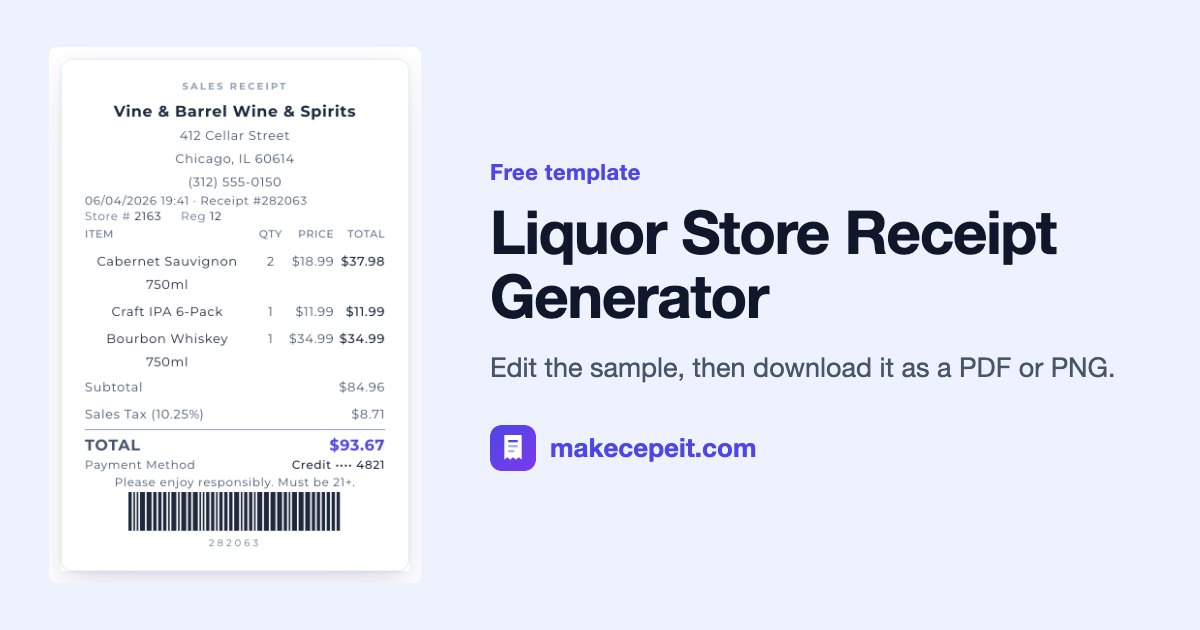 SALES RECEIPT
Vine & Barrel Wine & Spirits
412 Cellar Street
Chicago, IL 60614
(312) 555-0150
06/04/2026 19:41 · Receipt #282063
Store # 2163 Reg 12
ITEM QTY PRICE TOTAL
Cabernet Sauvignon 2 $18.99 $37.98
750ml
Craft IPA 6-Pack 1 $11.99 $11.99
Bourbon Whiskey 1 $34.99 $34.99
750ml
Subtotal $84.96
Sales Tax (10.25%) $8.71
TOTAL $93.67
Payment Method Credit •••• 4821
Please enjoy responsibly. Must be 21+.
282063
Free template
Liquor Store Receipt
Generator
Edit the sample, then download it as a PDF or PNG.
makecepeit.com